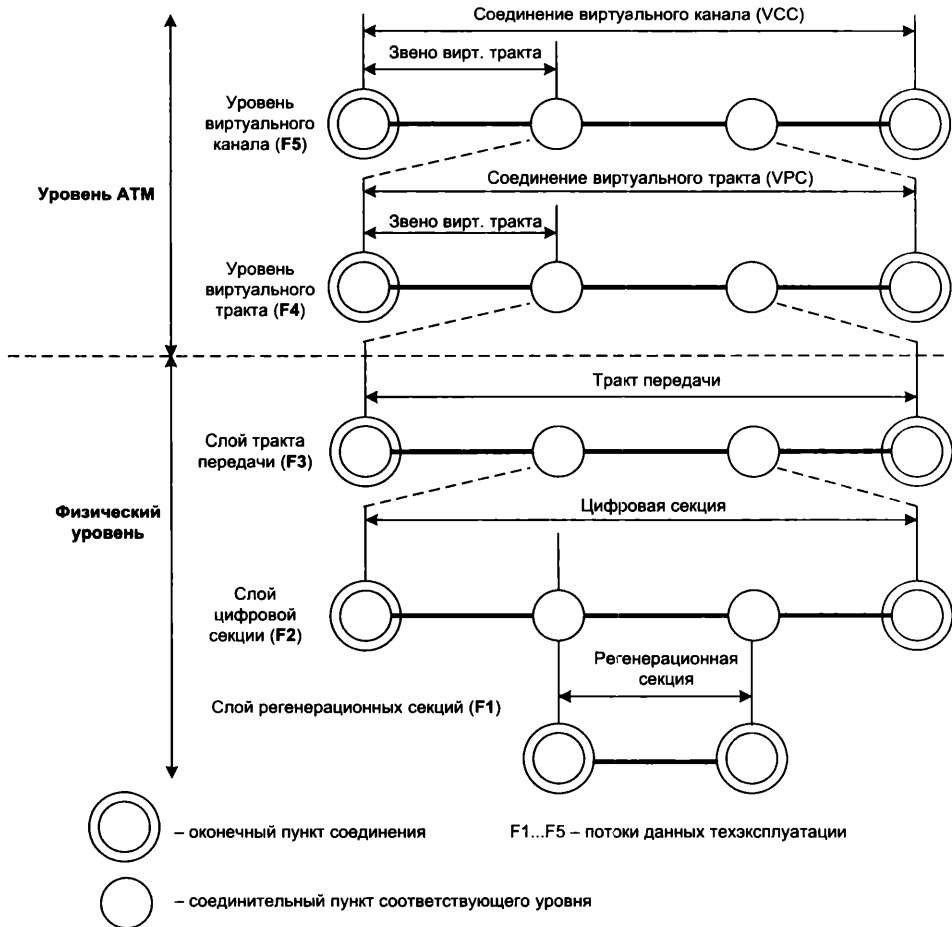 Соединение виртуального канала (VCC)
Звено вирт. тракта
Уровень
виртуального
канала (F5)
Соединение виртуального тракта (VPC)
Уровень АТМ
Звено вирт. тракта
Уровень
виртуального
тракта (F4)
Тракт передачи
Слой тракта
передачи (F3)
Цифровая секция
Физический
уровень
Слой
цифровой
секции (F2)
Регенерационная
секция
Слой регенерационных секций (F1)
– оконечный пункт соединения
F1...F5 – потоки данных техэксплуатации
– соединительный пункт соответствующего уровня